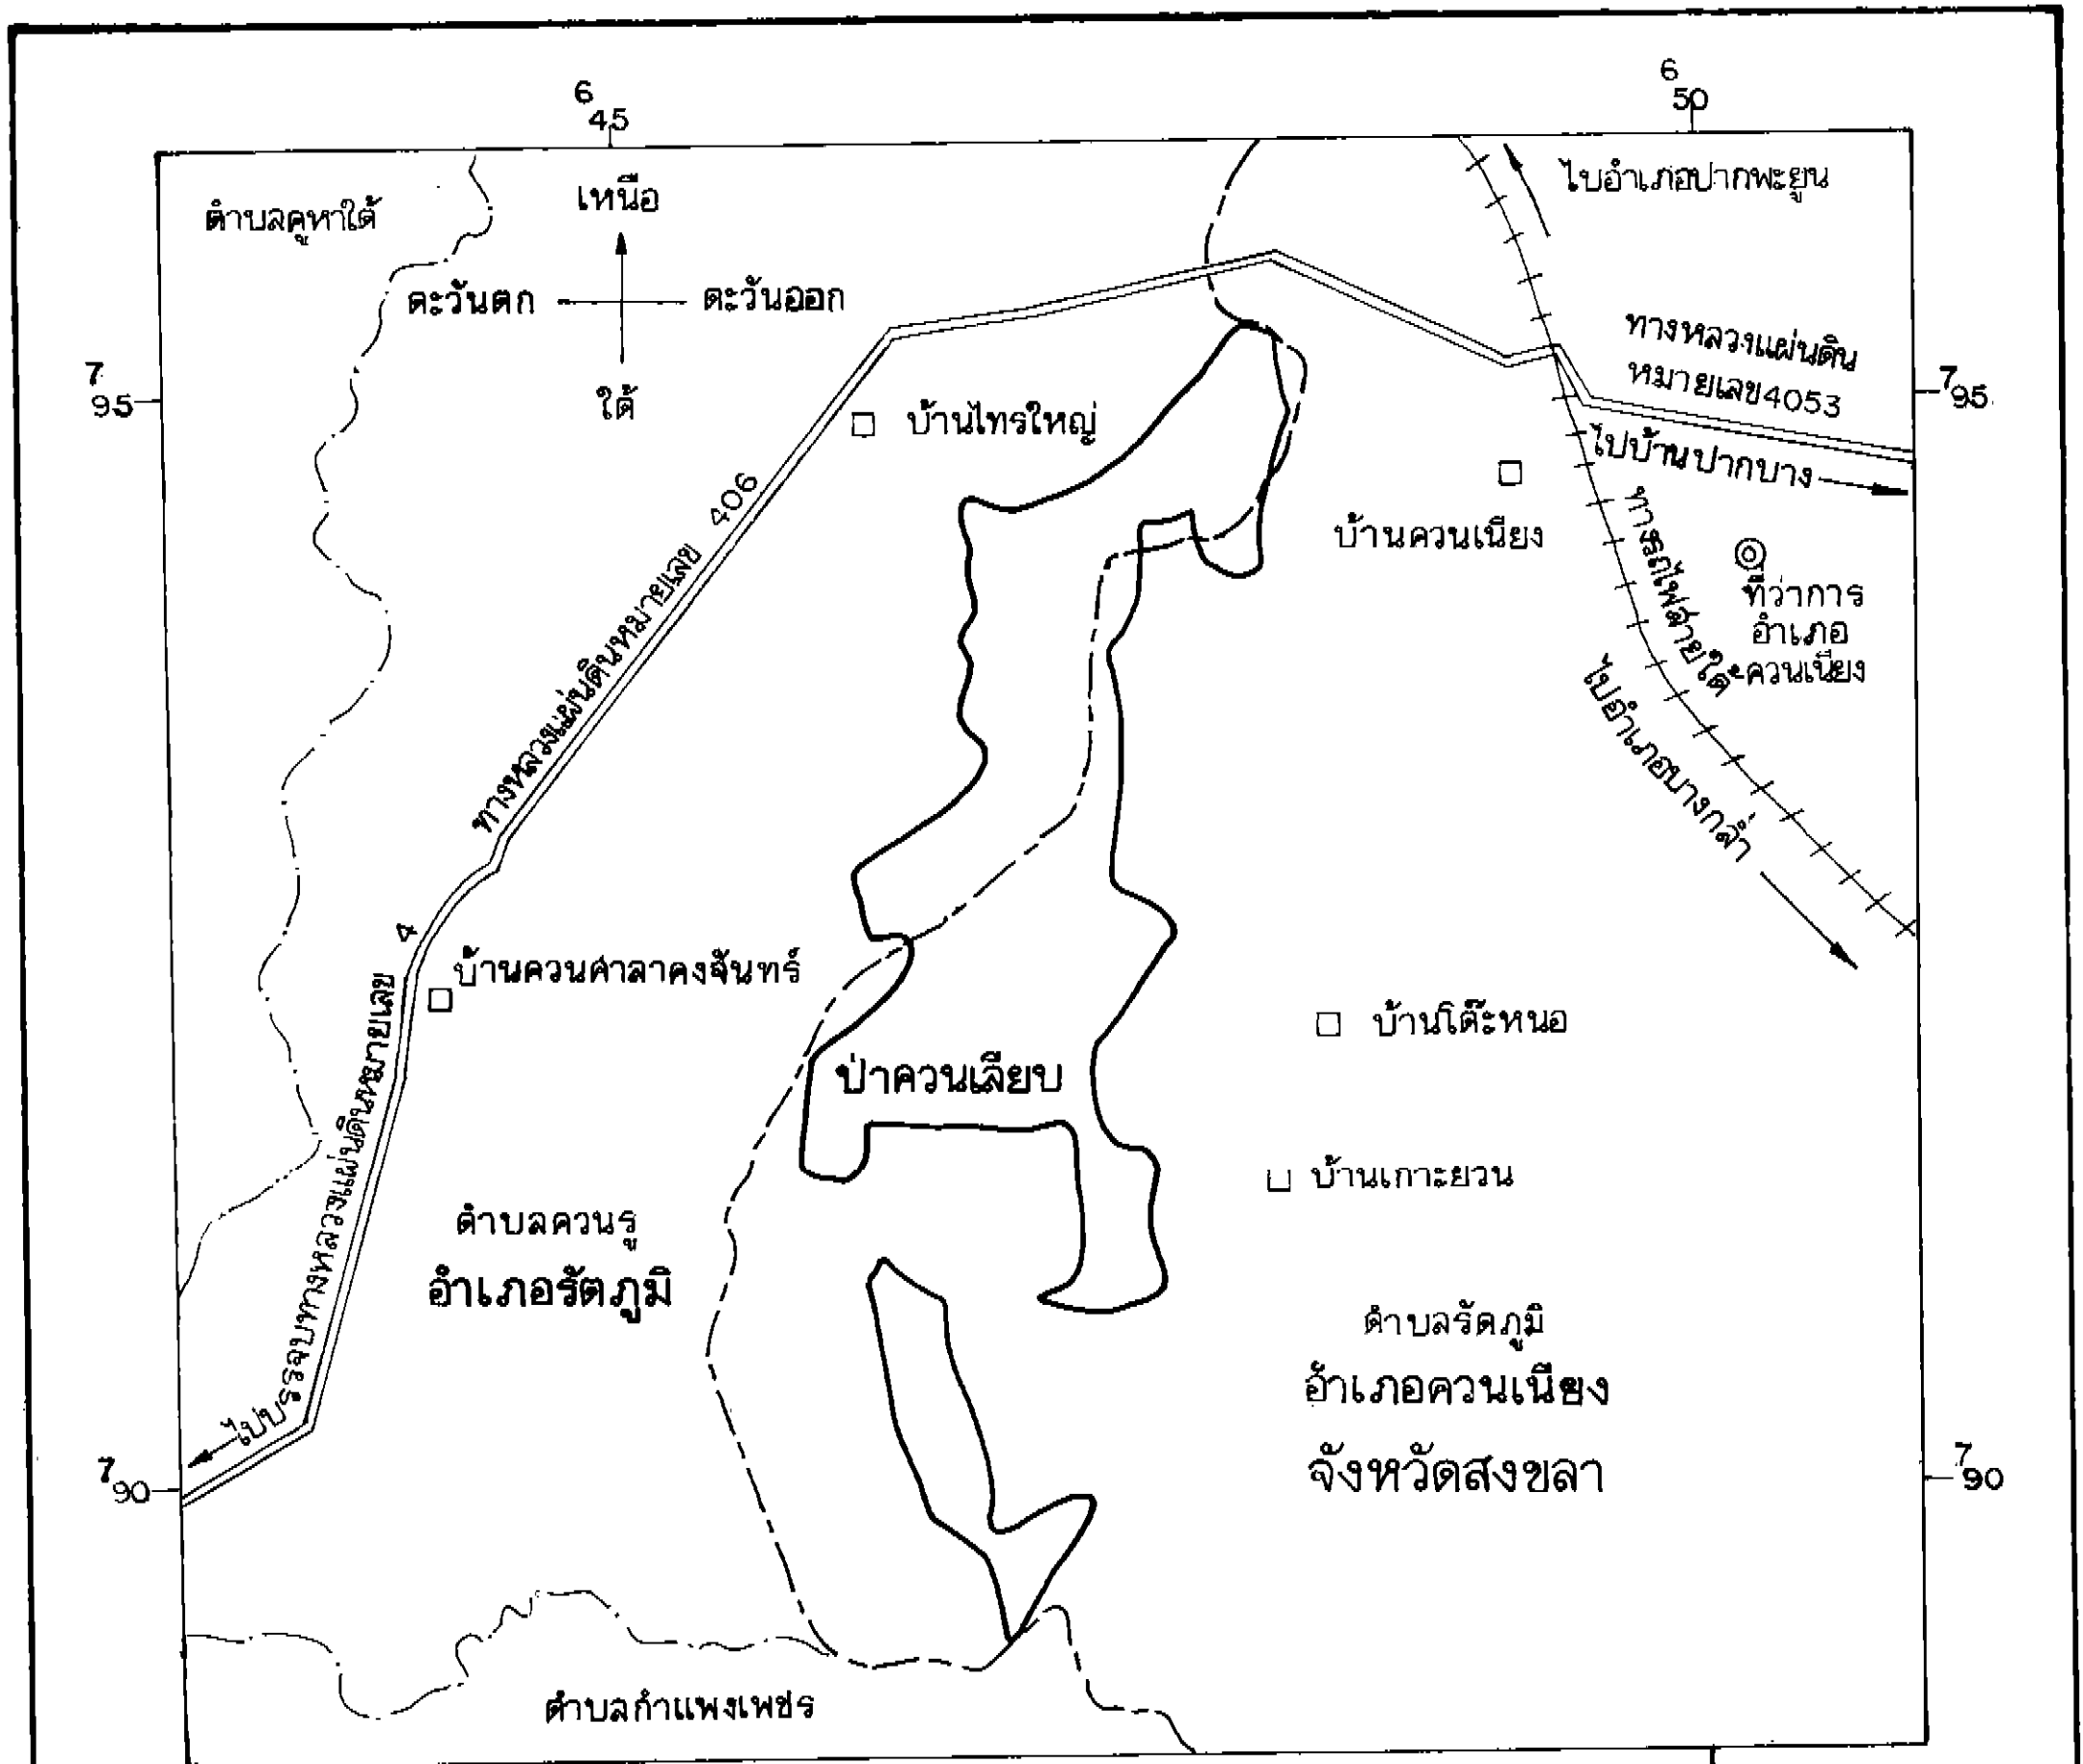 6
45
6
50
ตำบลคูหาใต้
เหนือ
ตะวันตก
ตะวันออก
ใต้
ไปอำเภอปากพะยูน
ทางหลวงแผ่นดิน
หมายเลข4053
7
95
7
95
ไปบ้านปากบาง
บ้านไทรใหญ่
บ้านควนเนียง
ทางรถไฟสายใต้
ที่ว่าการ
อำเภอ
ควนเนียง
ไปอำเภอบางกล่ำ
ทางหลวงแผ่นดินหมายเลข 406
บ้านควนศาลาคงจันทร์
ไปบรรจบทางหลวงแผ่นดินหมายเลข 4
บ้านโต๊ะหนอ
ป่าควนเลียบ
บ้านเกาะยวน
ตำบลควนรู
อำเภอรัตภูมิ
ตำบลรัตภูมิ
อำเภอควนเนียง
จังหวัดสงขลา
7
90
7
90
ตำบลกำแพงเพชร